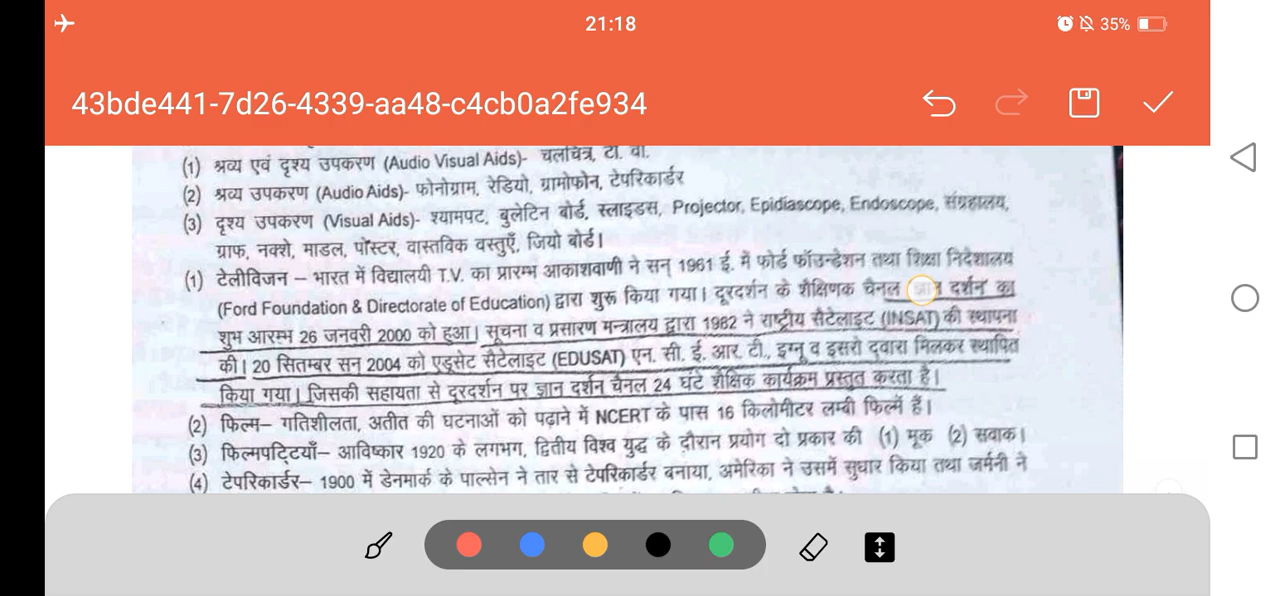 21:18
35%
43bde441-7d26-4339-aa48-c4cb0a2fe934
(1) श्रव्य एवं दृश्य उपकरण (Audio Visual Aids)- चलचित्र, टी. वी.
(2) श्रव्य उपकरण (Audio Aids)- फोनोग्राम, रेडियो, ग्रामोफोन, टेपरिकार्डर
(3) दृश्य उपकरण (Visual Aids)- श्यामपट, बुलेटिन बोर्ड, स्लाइडस, Projector, Epidiascope, Endoscope, संग्रहालय,
ग्राफ, नक्शे, माडल, पोस्टर, वास्तविक वस्तुएँ, जियो बोर्ड।
(1) टेलीविजन – भारत में विद्यालयी T.V. का प्रारम्भ आकाशवाणी ने सन् 1961 ई. में फोर्ड फॉउन्डेशन तथा शिक्षा निदेशालय
(Ford Foundation & Directorate of Education) द्वारा शुरू किया गया। दूरदर्शन के शैक्षणिक चैनल ज्ञान दर्शन का
शुभ आरम्भ 26 जनवरी 2000 को हुआ। सूचना व प्रसारण मन्त्रालय द्वारा 1982 ने राष्ट्रीय सैटेलाइट (INSAT) की स्थापना
की। 20 सितम्बर सन् 2004 को एडूसेट सैटेलाइट (EDUSAT) एन. सी. ई. आर. टी., इग्नू व इसरो दवारा मिलकर स्थापित
किया गया। जिसकी सहायता से दूरदर्शन पर ज्ञान दर्शन चैनल 24 घंटे शैक्षिक कार्यक्रम प्रस्तुत करता है।
(2) फिल्म– गतिशीलता, अतीत की घटनाओं को पढ़ाने में NCERT के पास 16 किलोमीटर लम्बी फिल्में हैं।
(3) फिल्मपट्टियाँ– आविष्कार 1920 के लगभग, द्वितीय विश्व युद्ध के दौरान प्रयोग दो प्रकार की (1) मूक (2) सवाक।
(4) टेपरिकार्डर– 1900 में डेनमार्क के पाल्सेन ने तार से टेपरिकार्डर बनाया, अमेरिका ने उसमें सुधार किया तथा जर्मनी ने